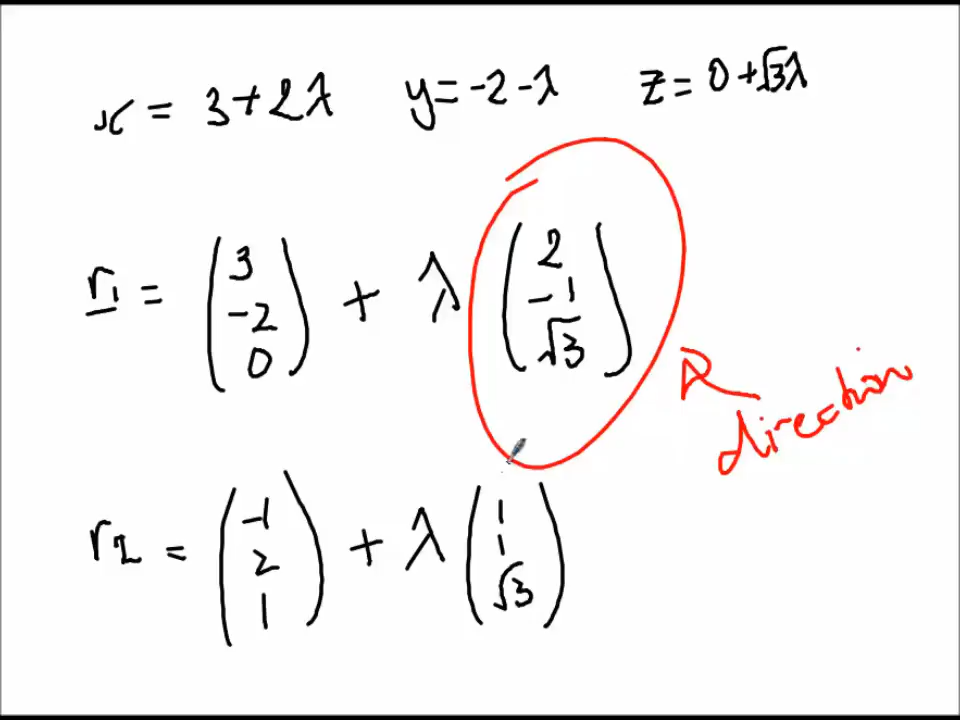 x = 3+2λ y = -2-λ z = 0+√3λ
r₁ = (3 -2 0) + λ (2 -1 √3)
direction
r₂ = (-1 2 1) + λ (1 1 √3)